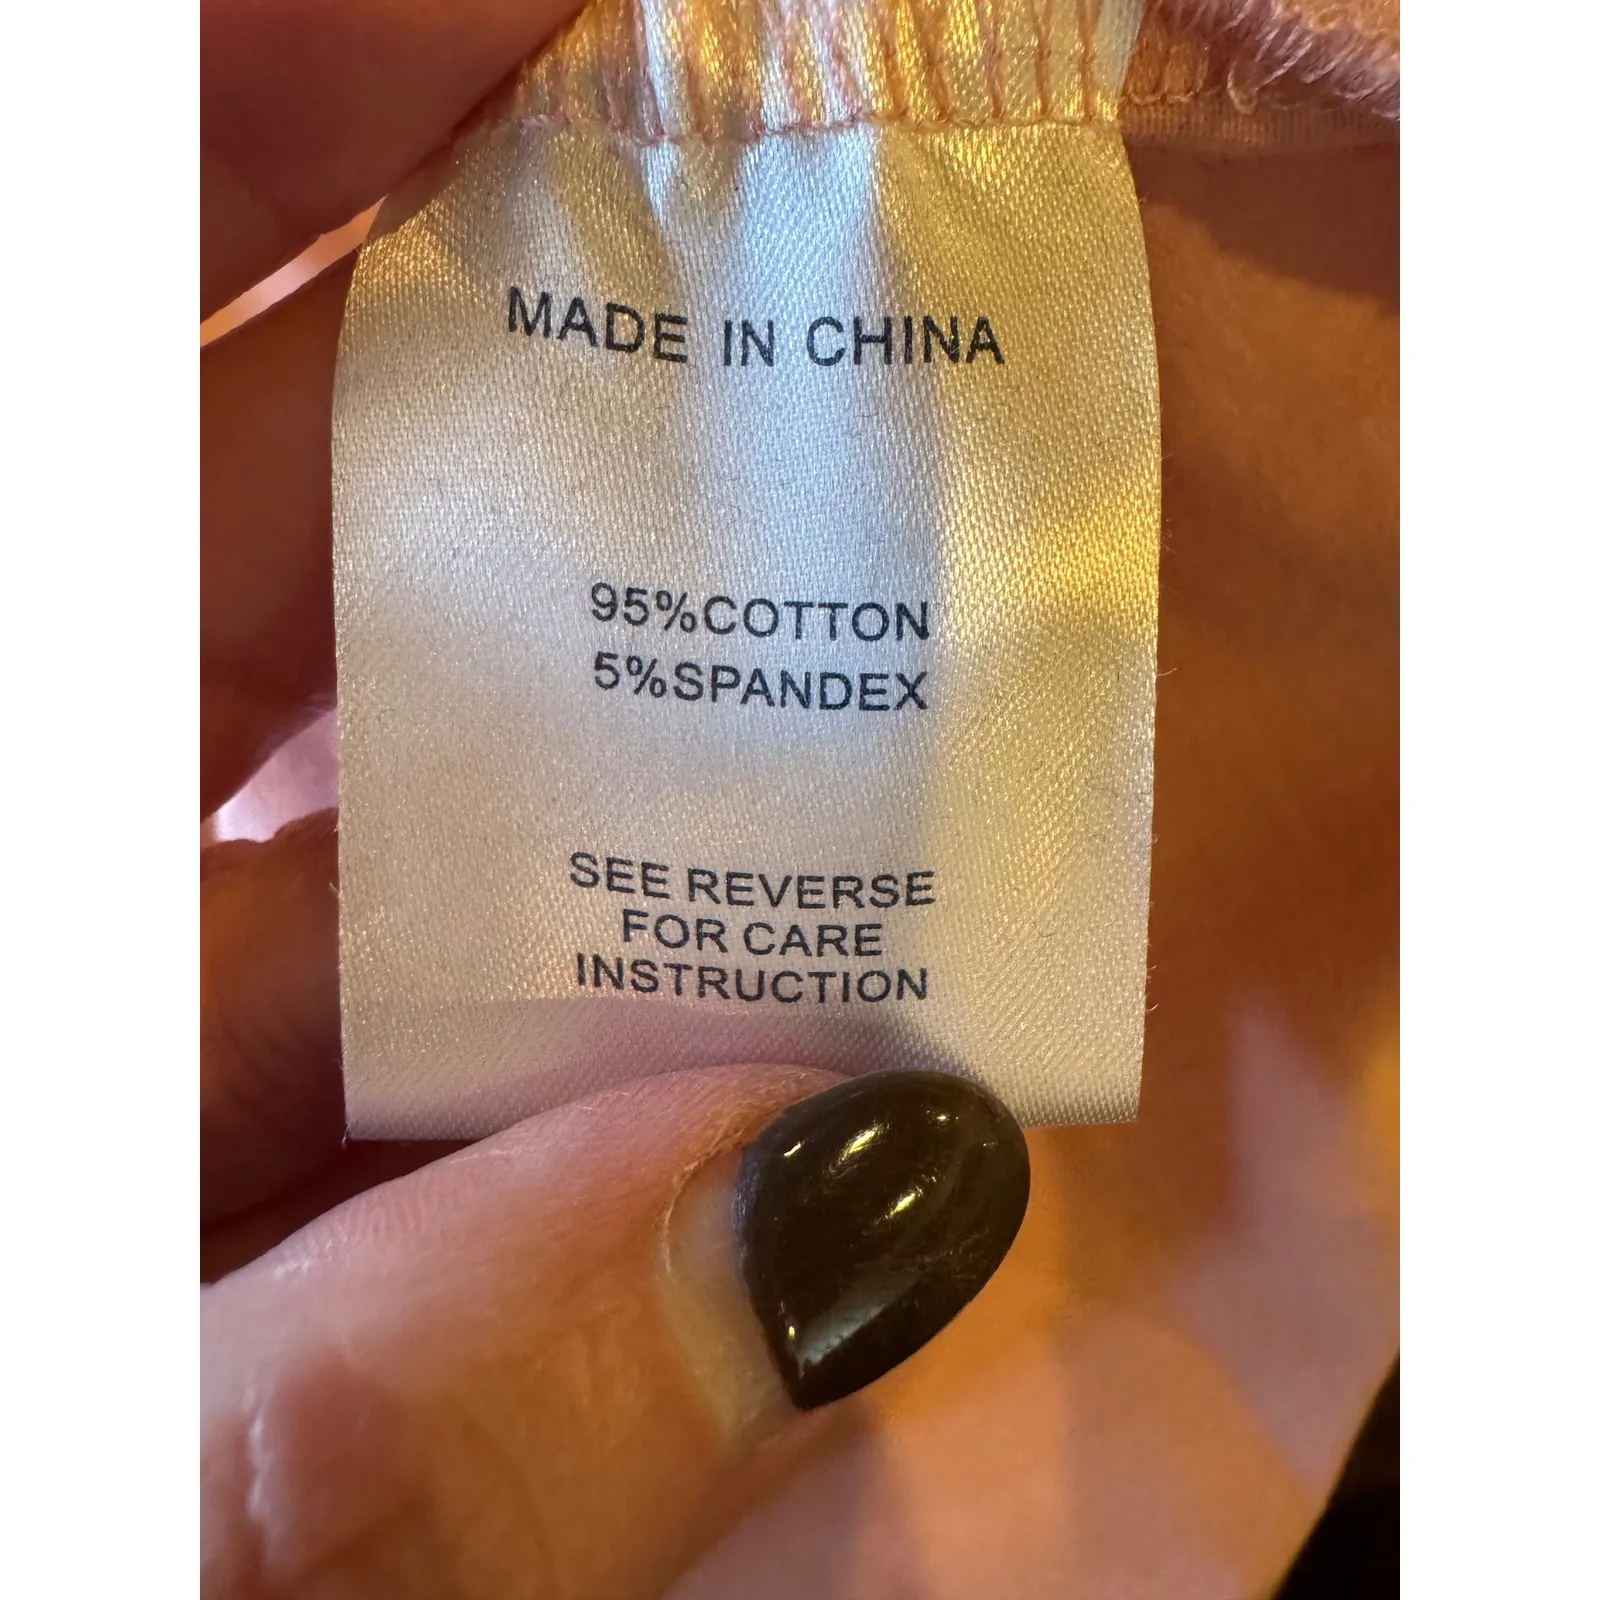 MADE IN CHINA
95%COTTON
5%SPANDEX
SEE REVERSE
FOR CARE
INSTRUCTION